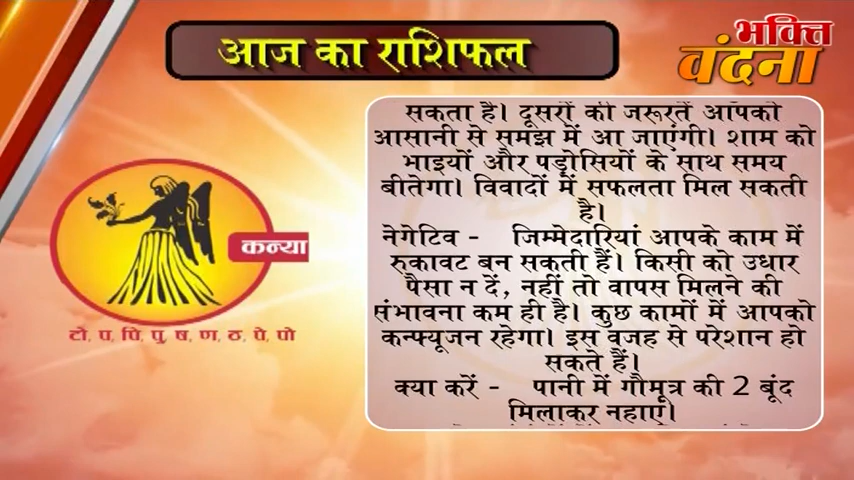 आज का राशिफल
भक्ति
वंदना
सकता है। दूसरों की जरूरतें आपको
आसानी से समझ में आ जाएंगी। शाम को
भाइयों और पड़ोसियों के साथ समय
बीतेगा। विवादों में सफलता मिल सकती
है।
नेगेटिव - जिम्मेदारियां आपके काम में
रुकावट बन सकती हैं। किसी को उधार
पैसा न दें, नहीं तो वापस मिलने की
संभावना कम ही है। कुछ कामों में आपको
कन्फ्यूजन रहेगा। इस वजह से परेशान हो
सकते हैं।
क्या करें - पानी में गौमूत्र की 2 बूंद
मिलाकर नहाएं।
कन्या
टो, प, पि, पु, ष, ण, ठ, पे, पो